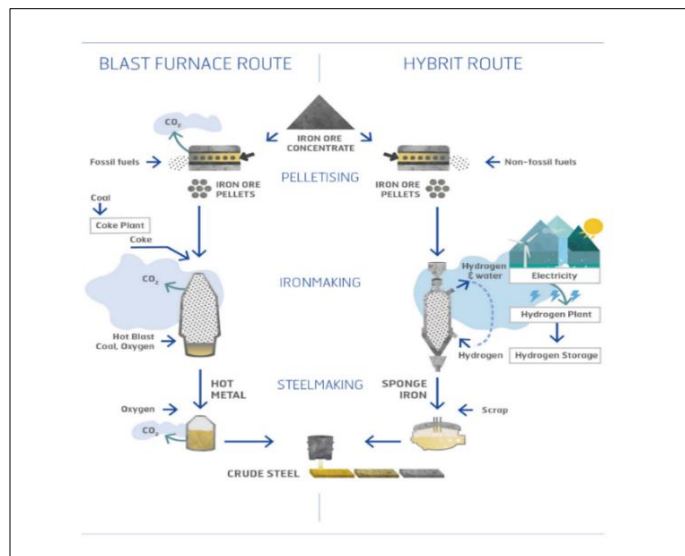 BLAST FURNACE ROUTE
HYBRIT ROUTE
CO₂
IRON ORE
CONCENTRATE
Fossil fuels
Non-fossil fuels
PELLETISING
IRON ORE
PELLETS
IRON ORE
PELLETS
Coal
Coke Plant
Coke
CO₂
IRONMAKING
Hydrogen
& water
Electricity
Hydrogen Plant
Hot Blast
Coal, Oxygen
Hydrogen
Hydrogen Storage
HOT
METAL
STEELMAKING
SPONGE
IRON
Oxygen
Scrap
CO₂
CRUDE STEEL